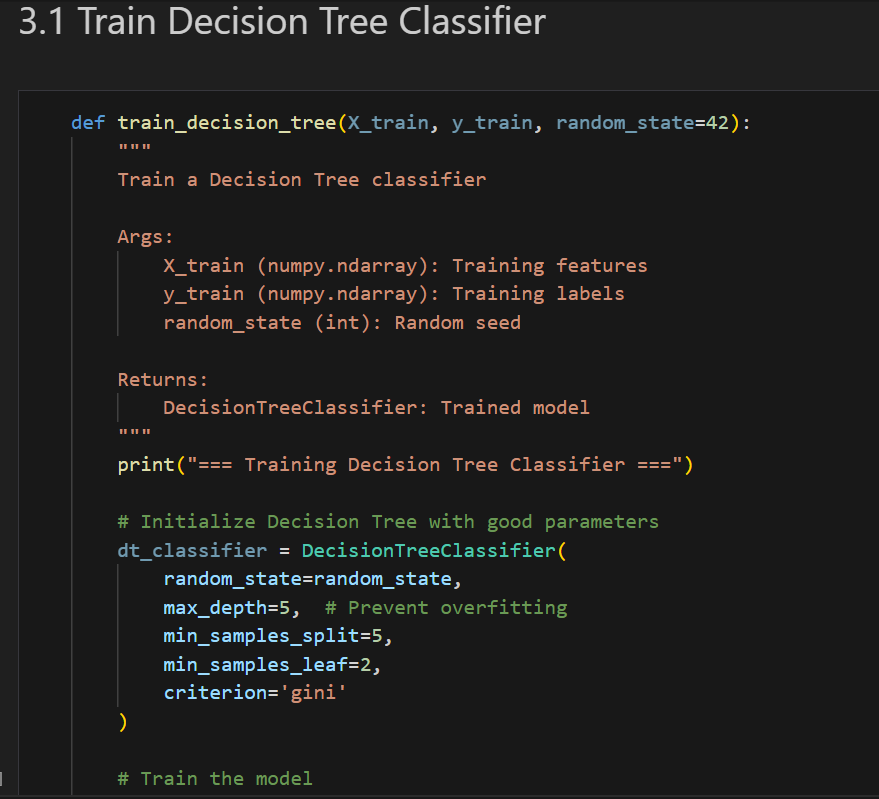 3.1 Train Decision Tree Classifier
def train_decision_tree(X_train, y_train, random_state=42):
"""
Train a Decision Tree classifier
Args:
X_train (numpy.ndarray): Training features
y_train (numpy.ndarray): Training labels
random_state (int): Random seed
Returns:
DecisionTreeClassifier: Trained model
"""
print("=== Training Decision Tree Classifier ===")
# Initialize Decision Tree with good parameters
dt_classifier = DecisionTreeClassifier(
random_state=random_state,
max_depth=5,  # Prevent overfitting
min_samples_split=5,
min_samples_leaf=2,
criterion='gini'
)
# Train the model